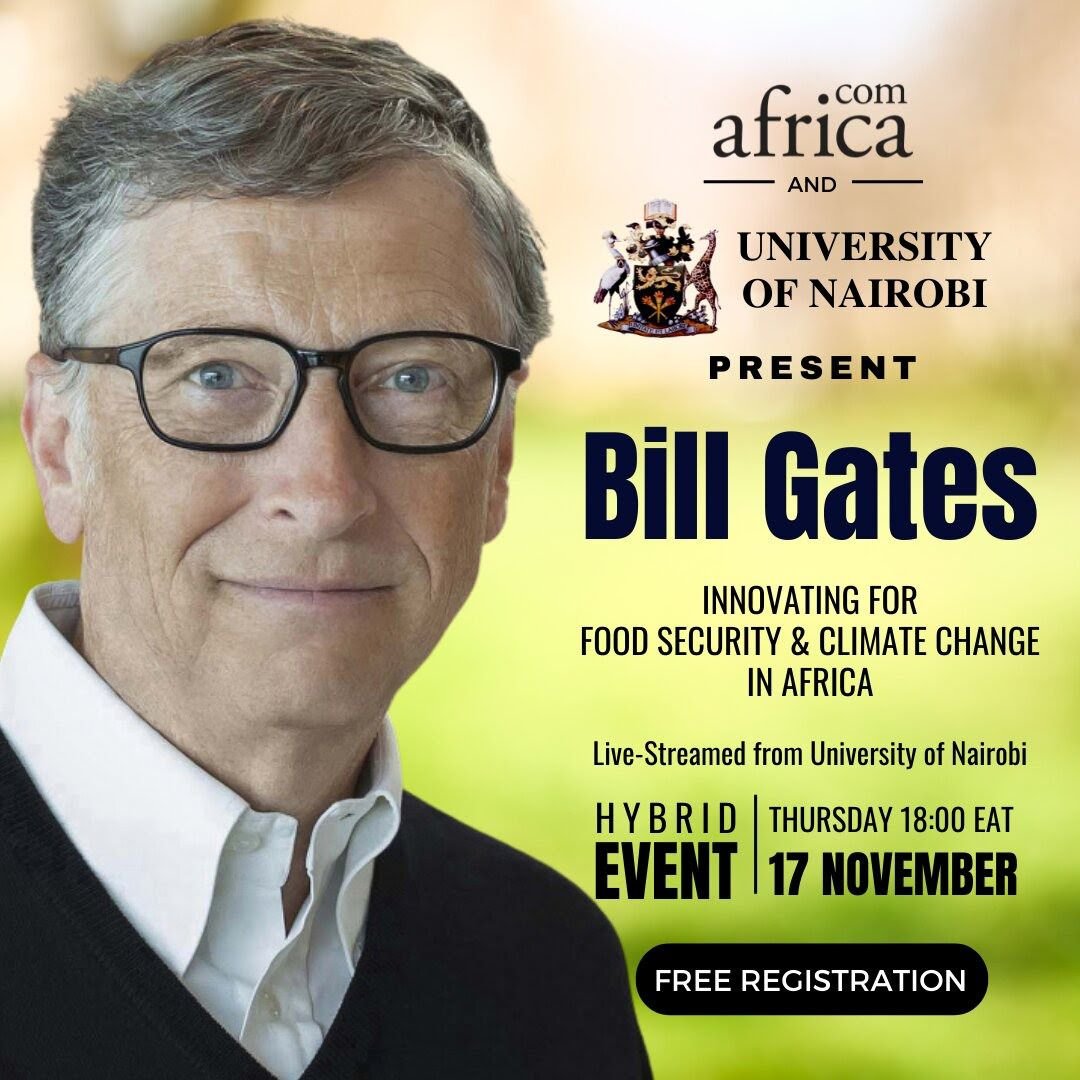 africa com
AND
UNIVERSITY
OF NAIROBI
PRESENT
Bill Gates
INNOVATING FOR
FOOD SECURITY & CLIMATE CHANGE
IN AFRICA
Live-Streamed from University of Nairobi
HYBRID
EVENT
THURSDAY 18:00 EAT
17 NOVEMBER
FREE REGISTRATION